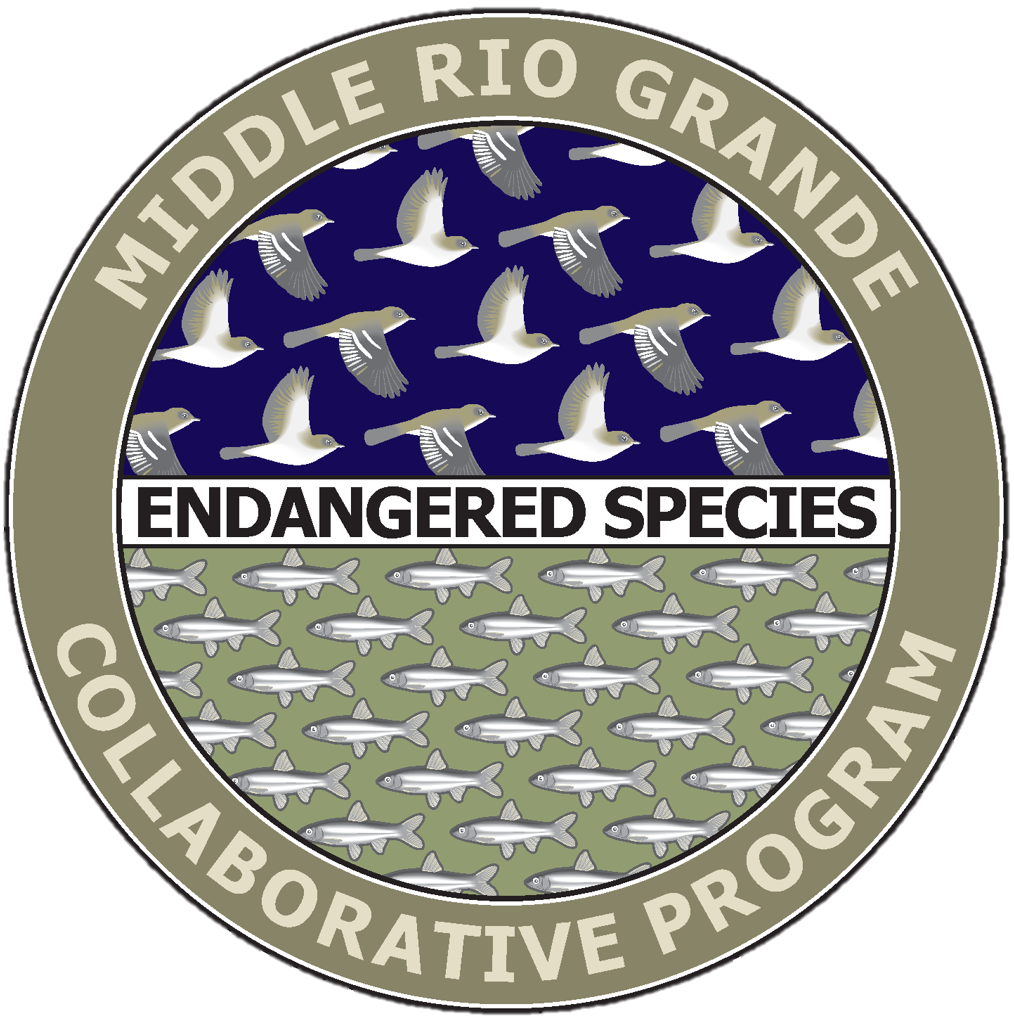 MIDDLE RIO GRANDE
ENDANGERED SPECIES
COLLABORATIVE PROGRAM